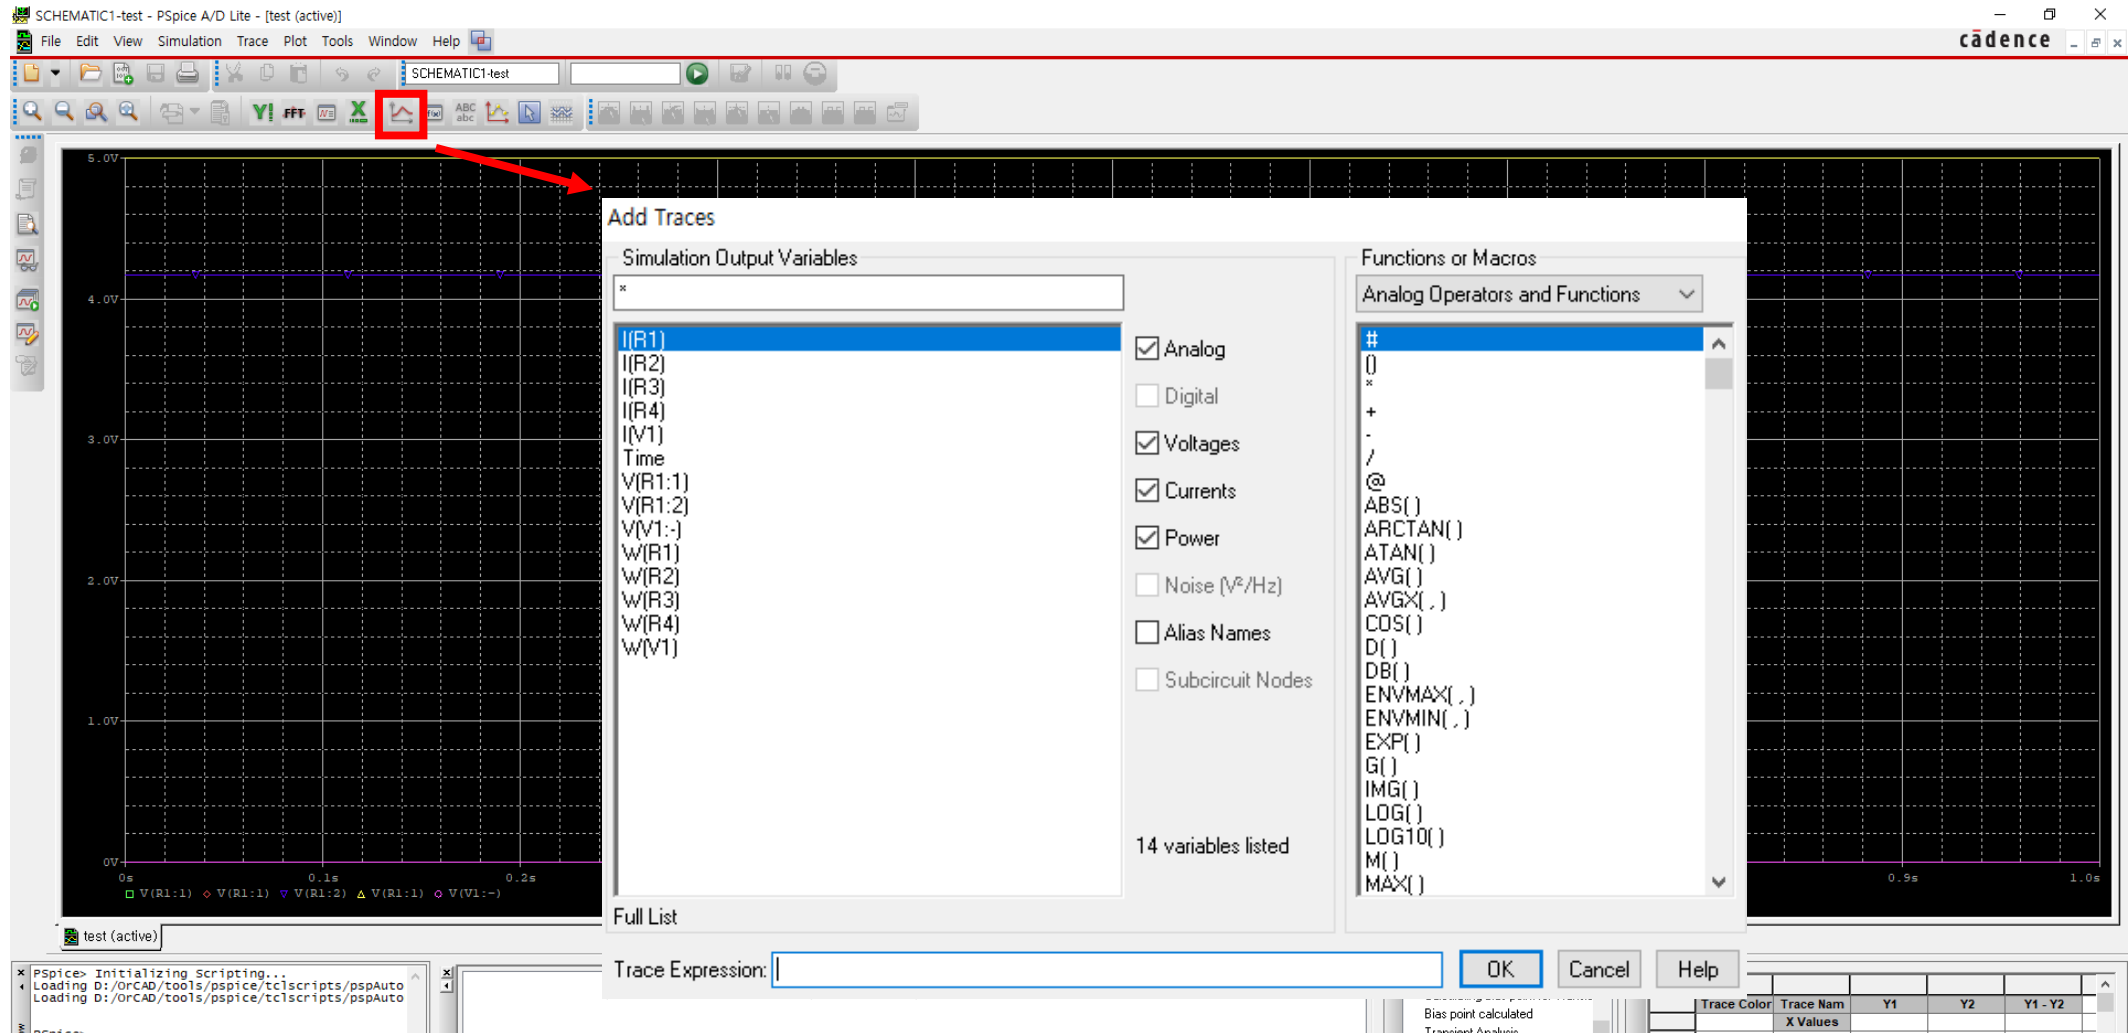 SCHEMATIC1-test - PSpice A/D Lite - [test (active)]
File Edit View Simulation Trace Plot Tools Window Help
cādence
SCHEMATIC1-test
FFT
ABC
abc
5.0V
4.0V
3.0V
2.0V
1.0V
0V
0s 0.1s 0.2s 0.9s 1.0s
V(R1:1) V(R1:1) V(R1:2) V(R1:1) V(V1:-)
Add Traces
Simulation Output Variables
*
I(R1)
I(R2)
I(R3)
I(R4)
I(V1)
Time
V(R1:1)
V(R1:2)
V(V1:-)
W(R1)
W(R2)
W(R3)
W(R4)
W(V1)
Analog
Digital
Voltages
Currents
Power
Noise (V²/Hz)
Alias Names
Subcircuit Nodes
14 variables listed
Functions or Macros
Analog Operators and Functions
#
()
*
+
-
/
@
ABS( )
ARCTAN( )
ATAN( )
AVG( )
AVGX( , )
COS( )
D( )
DB( )
ENVMAX( , )
ENVMIN( , )
EXP( )
G( )
IMG( )
LOG( )
LOG10( )
M( )
MAX( )
Full List
Trace Expression:
OK Cancel Help
test (active)
PSpice> Initializing Scripting...
Loading D:/OrCAD/tools/pspice/tclscripts/pspAuto
Loading D:/OrCAD/tools/pspice/tclscripts/pspAuto
Bias point calculated
Transient Analysis
Trace Color Trace Nam Y1 Y2 Y1 - Y2
X Values